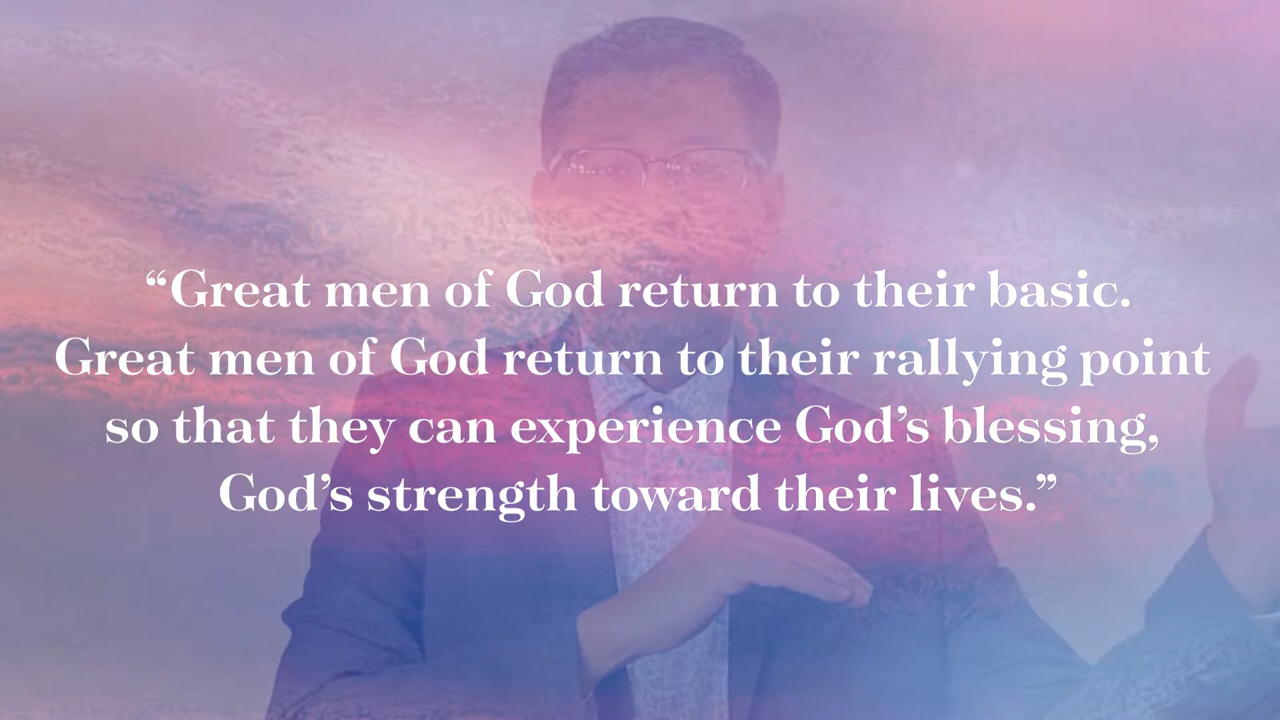 “Great men of God return to their basic.
Great men of God return to their rallying point
so that they can experience God’s blessing,
God’s strength toward their lives.”